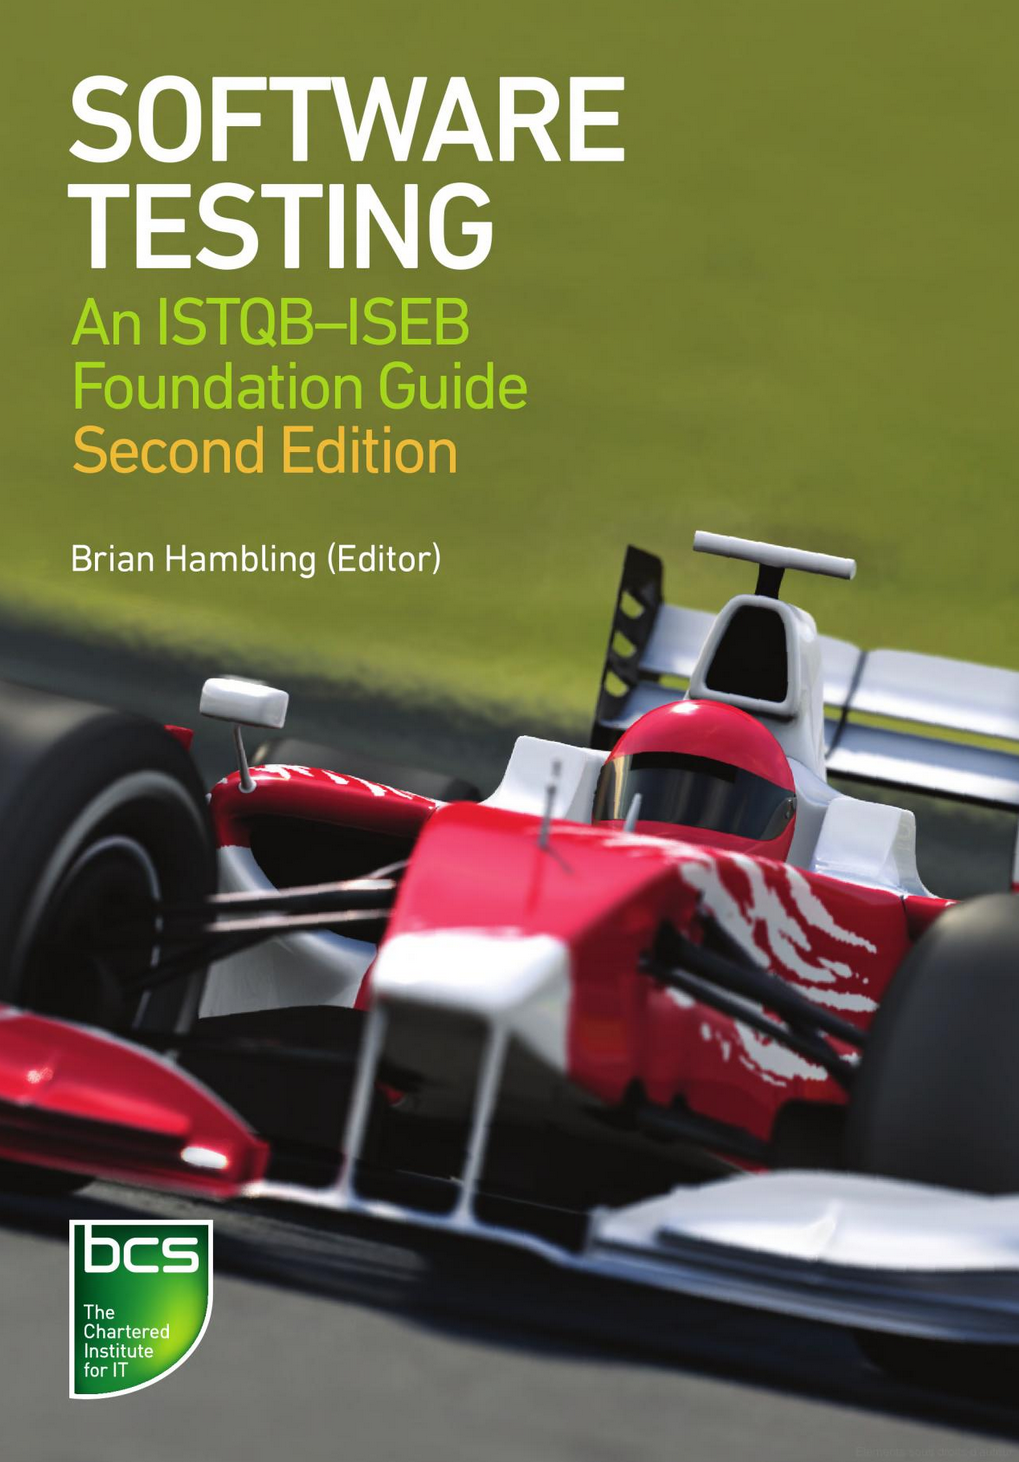 SOFTWARE
TESTING
An ISTQB–ISEB
Foundation Guide
Second Edition
Brian Hambling (Editor)
bcs
The
Chartered
Institute
for IT